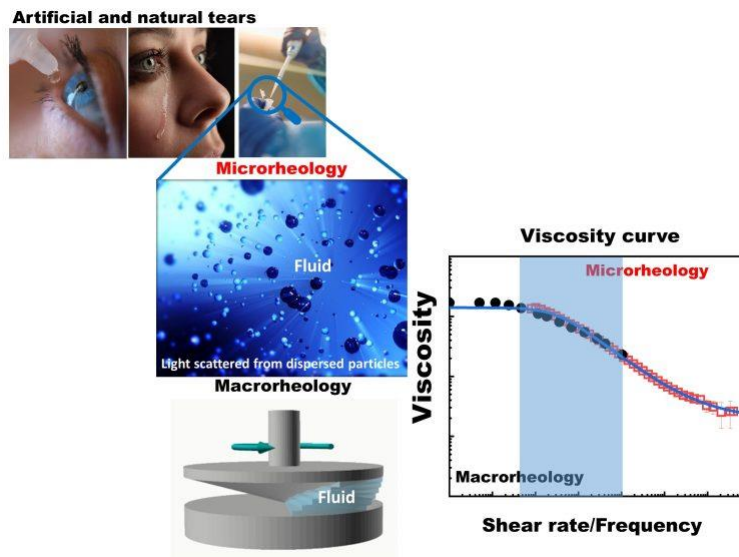 Artificial and natural tears
Microrheology
Fluid
Light scattered from dispersed particles
Macrorheology
Fluid
Viscosity curve
Microrheology
Viscosity
Macrorheology
Shear rate/Frequency